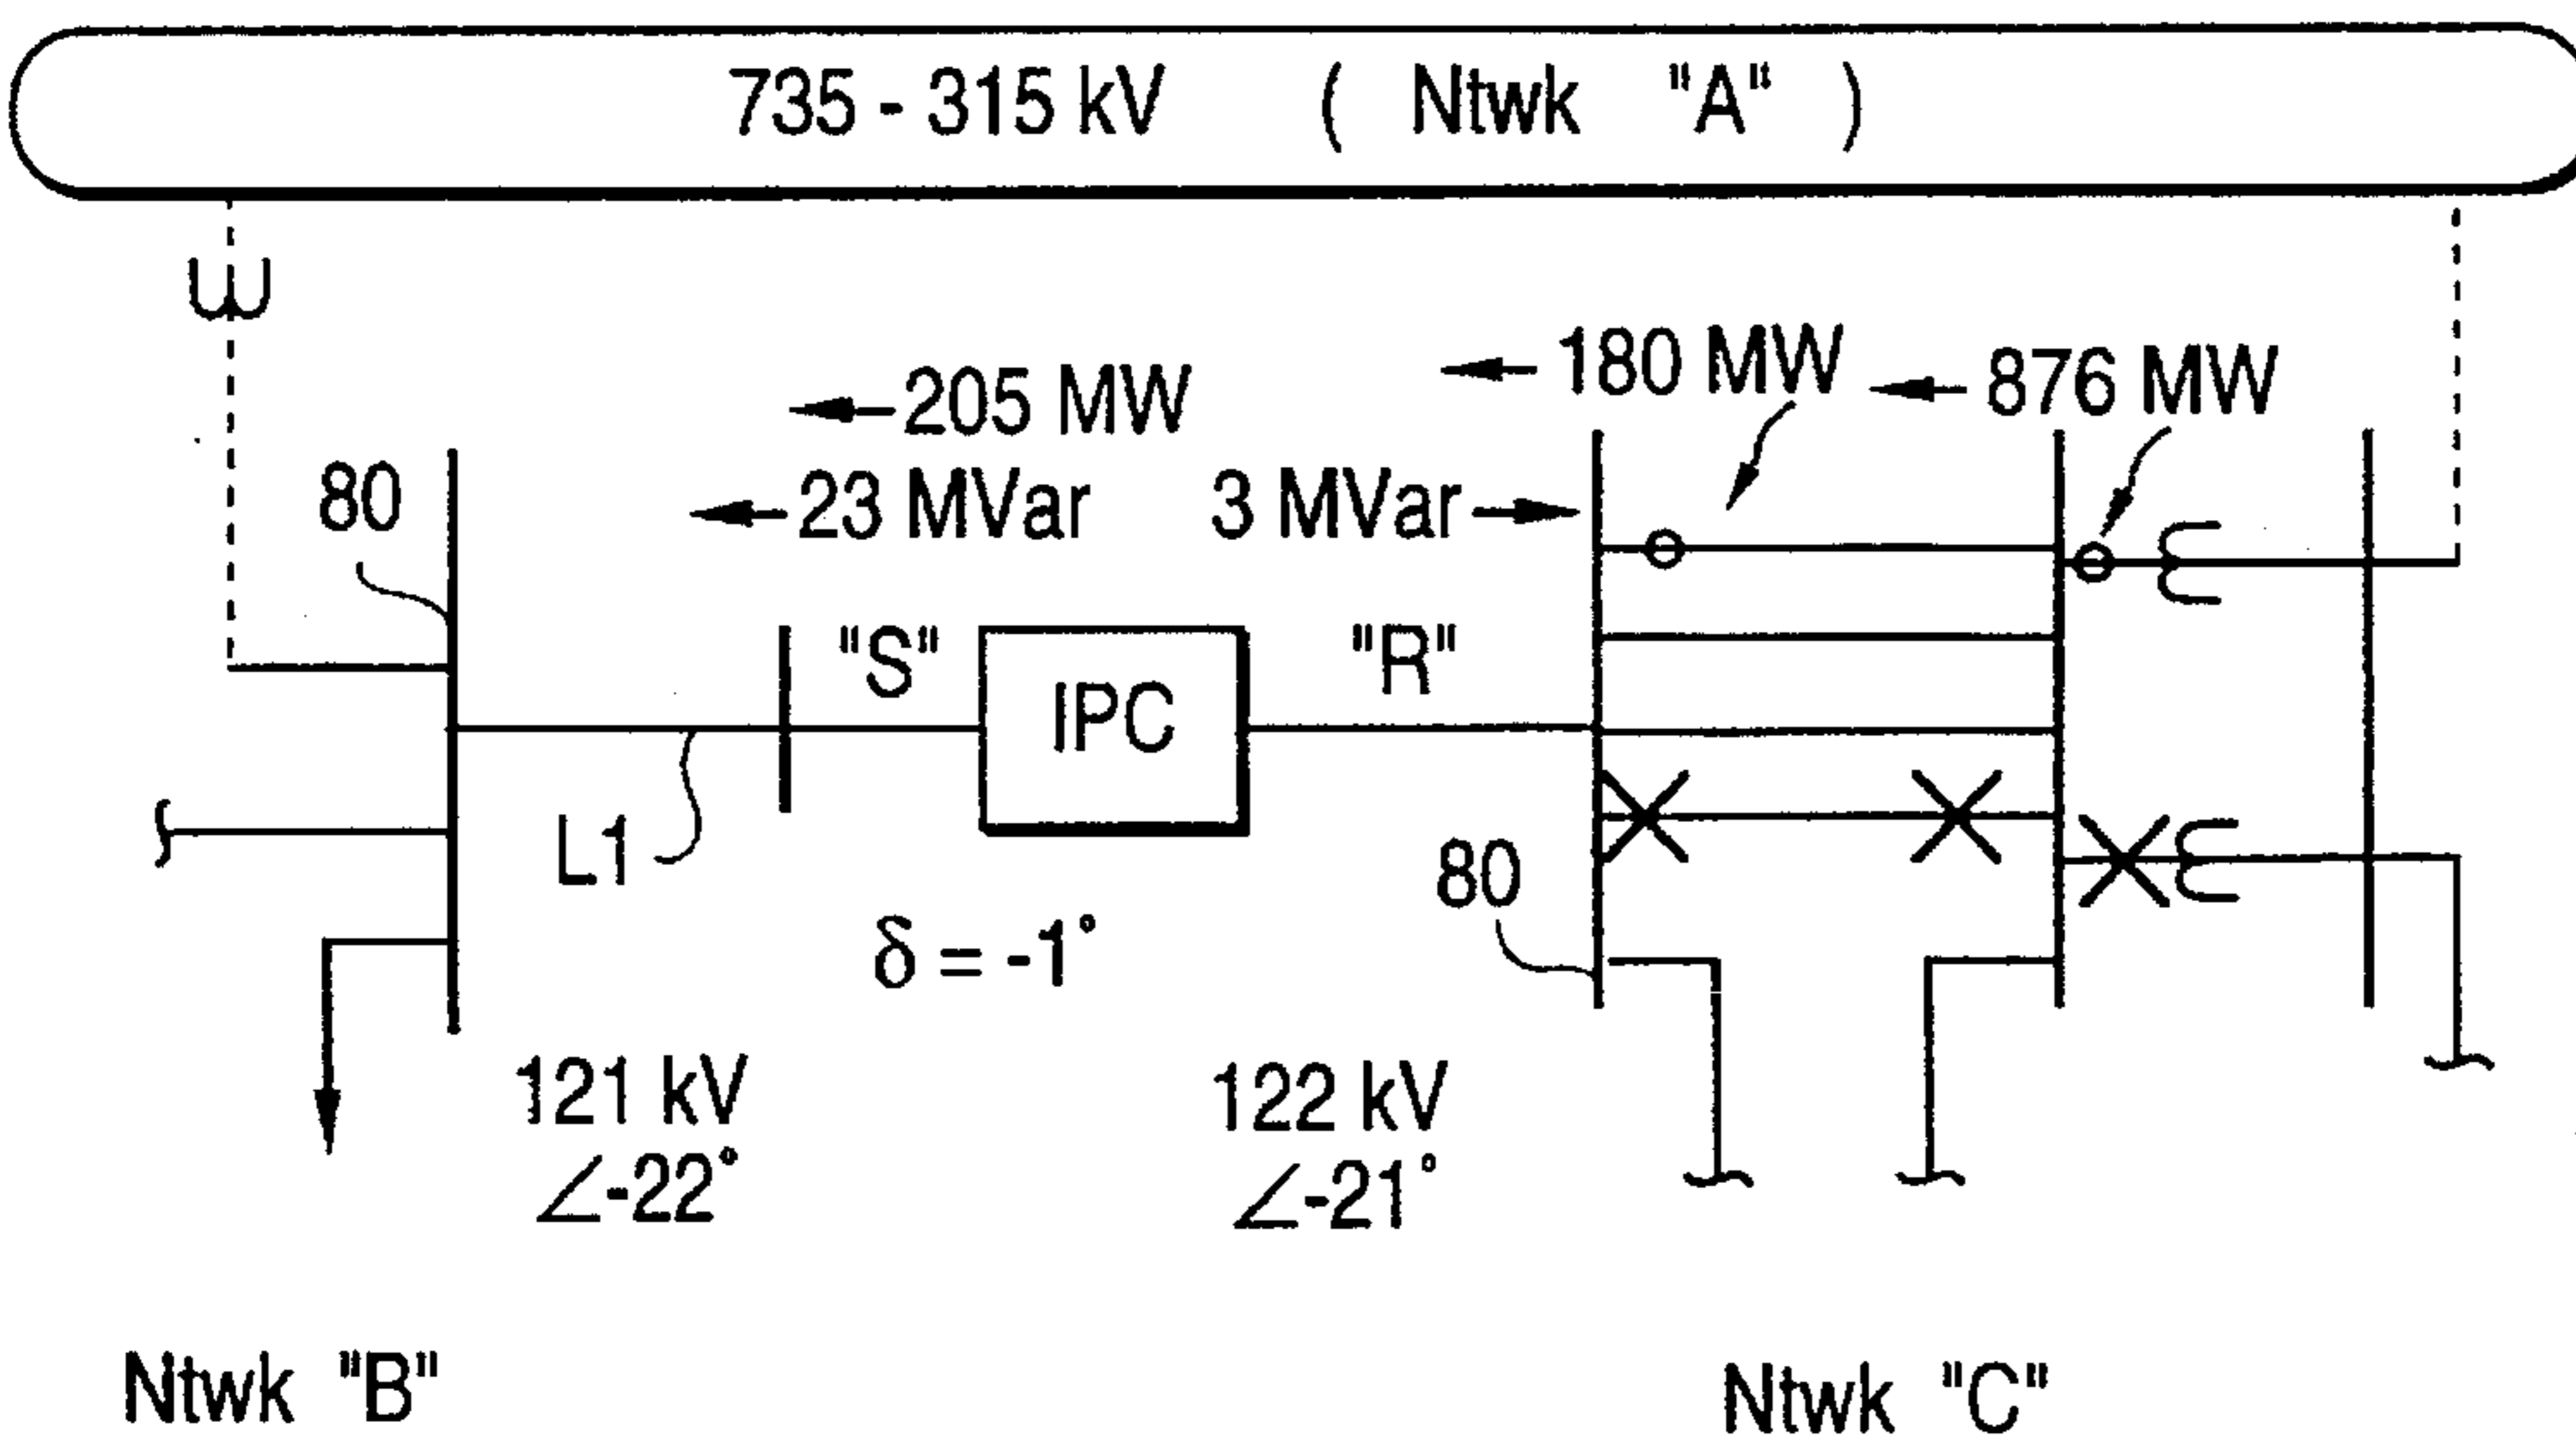 735 - 315 kV ( Ntwk "A" )
180 MW
876 MW
205 MW
80
23 MVar
3 MVar
"S"
IPC
"R"
L1
80
δ = -1°
121 kV
∠-22°
122 kV
∠-21°
Ntwk "B"
Ntwk "C"